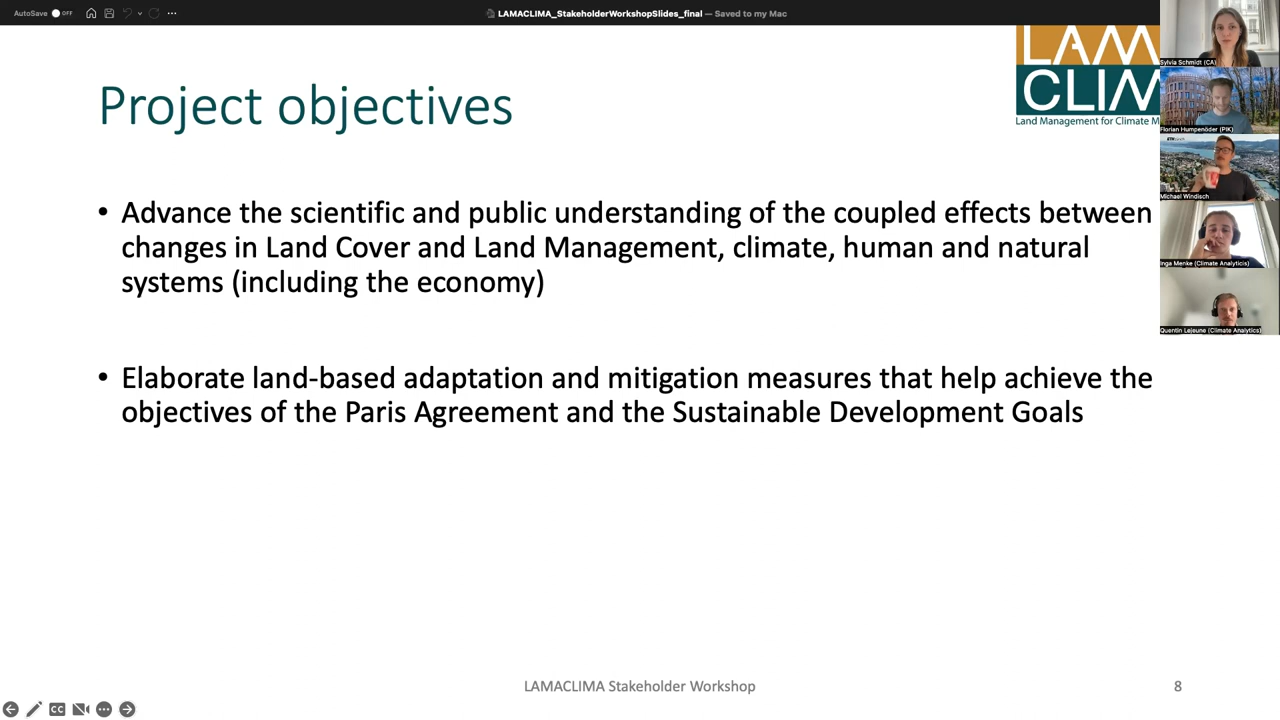 AutoSave OFF
LAMACLIMA_StakeholderWorkshopSlides_final — Saved to my Mac
LAM
CLIM
Land Management for Climate M
Project objectives
• Advance the scientific and public understanding of the coupled effects between
changes in Land Cover and Land Management, climate, human and natural
systems (including the economy)
• Elaborate land-based adaptation and mitigation measures that help achieve the
objectives of the Paris Agreement and the Sustainable Development Goals
Sylvia Schmidt (CA)
Florian Humpenöder (PIK)
Michael Windisch
Inga Menke (Climate Analyticis)
Quentin Lejeune (Climate Analytics)
LAMACLIMA Stakeholder Workshop
8
CC